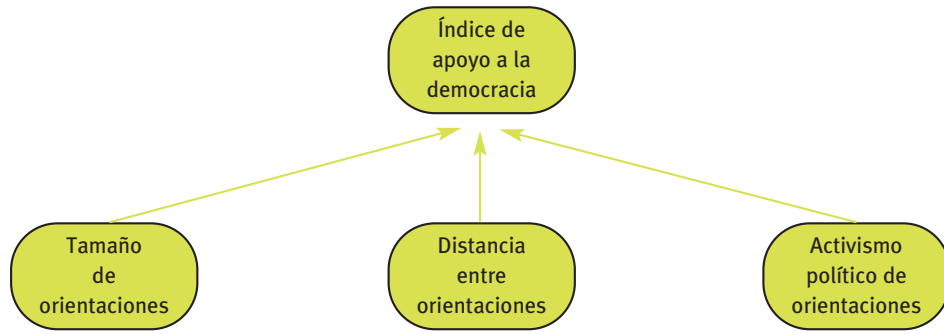 Índice de
apoyo a la
democracia
Tamaño
de
orientaciones
Distancia
entre
orientaciones
Activismo
político de
orientaciones